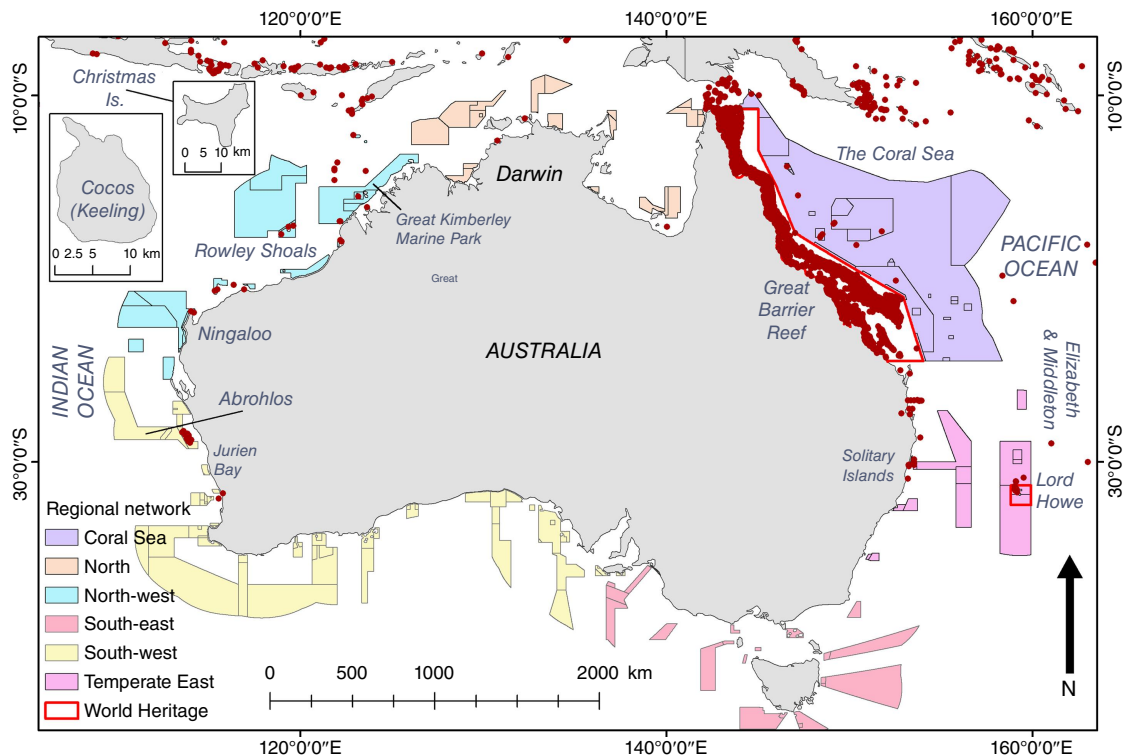 120°0'0"E
140°0'0"E
160°0'0"E
10°0'0"S
10°0'0"S
Christmas
Is.
0 5 10 km
Cocos
(Keeling)
0 2.5 5 10 km
Darwin
The Coral Sea
Great Kimberley
Marine Park
Rowley Shoals
PACIFIC
OCEAN
Great
Great
Barrier
Reef
Ningaloo
AUSTRALIA
INDIAN
OCEAN
Elizabeth
& Middleton
Abrohlos
Jurien
Bay
Solitary
Islands
30°0'0"S
30°0'0"S
Lord
Howe
Regional network
Coral Sea
North
North-west
South-east
South-west
Temperate East
World Heritage
0 500 1000 2000 km
N
120°0'0"E
140°0'0"E
160°0'0"E